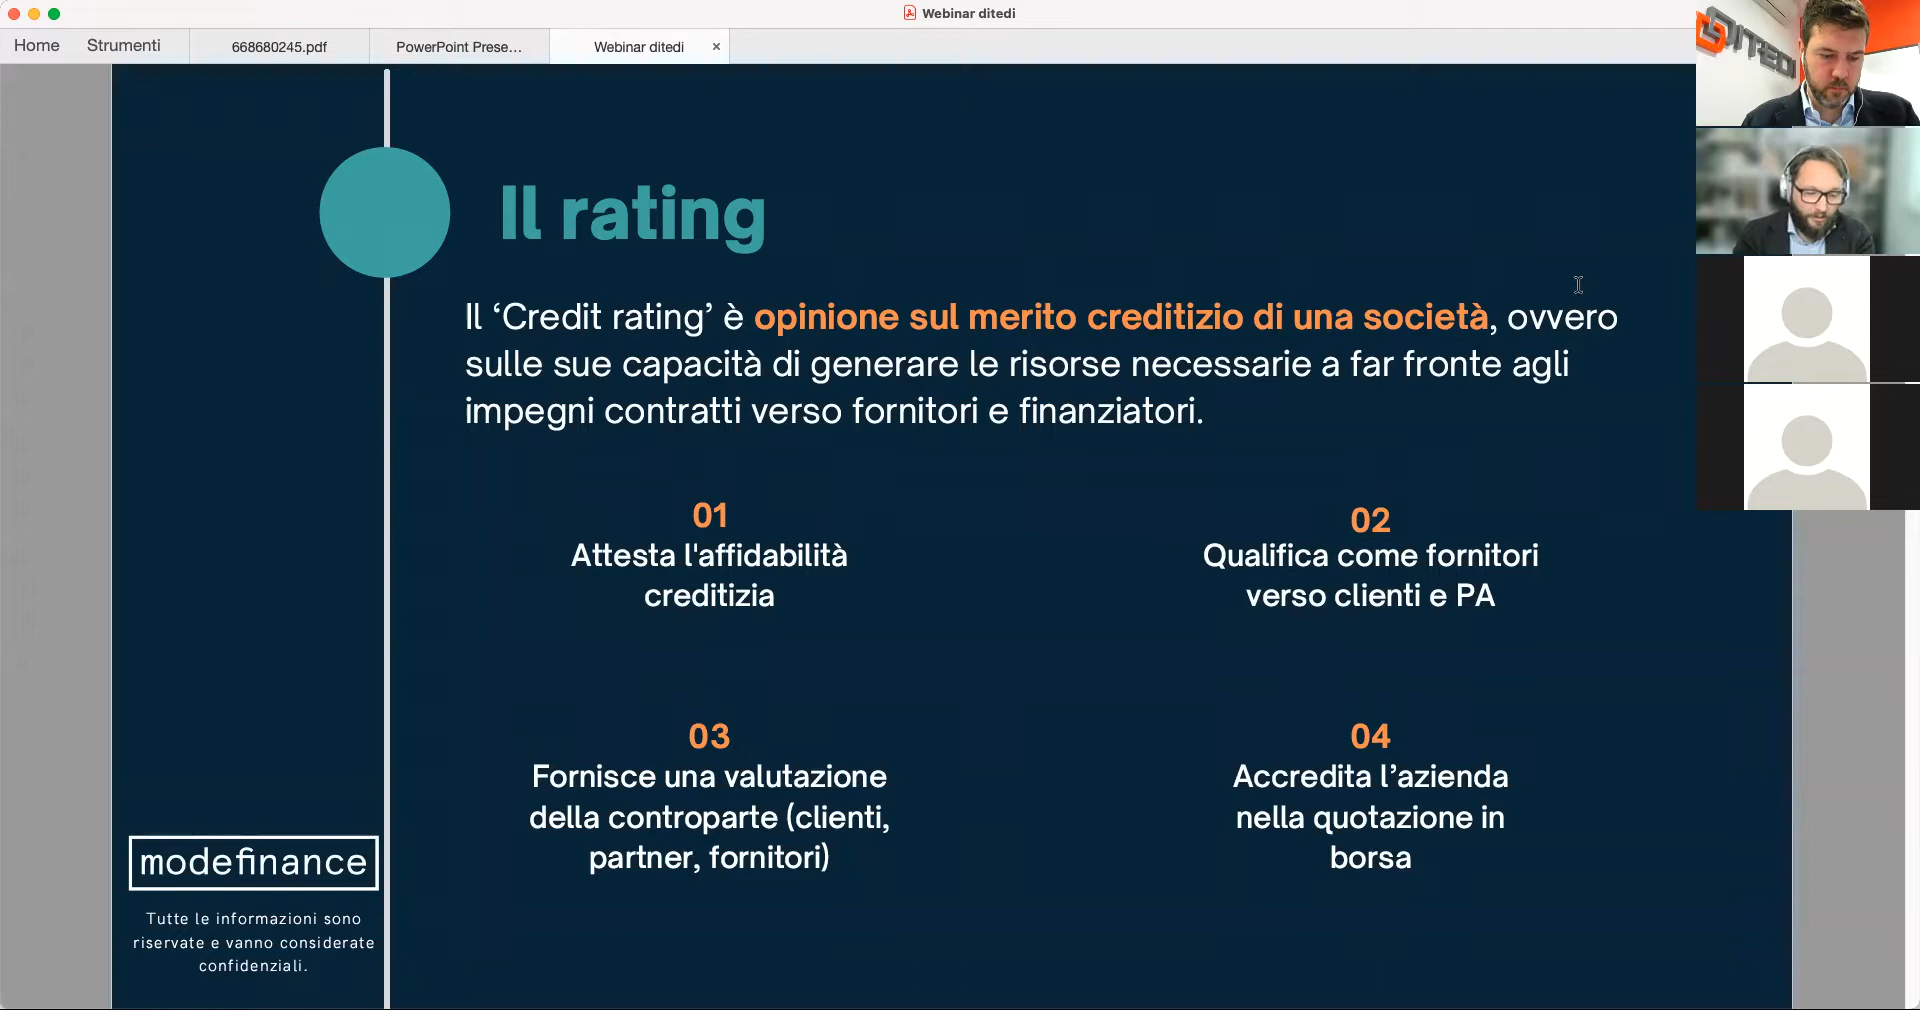 Webinar ditedi
Home
Strumenti
668680245.pdf
PowerPoint Prese...
Webinar ditedi
×
DITEDI
Il rating
Il ‘Credit rating’ è opinione sul merito creditizio di una società, ovvero
sulle sue capacità di generare le risorse necessarie a far fronte agli
impegni contratti verso fornitori e finanziatori.
01
Attesta l'affidabilità
creditizia
02
Qualifica come fornitori
verso clienti e PA
03
Fornisce una valutazione
della controparte (clienti,
partner, fornitori)
04
Accredita l’azienda
nella quotazione in
borsa
modefinance
Tutte le informazioni sono
riservate e vanno considerate
confidenziali.